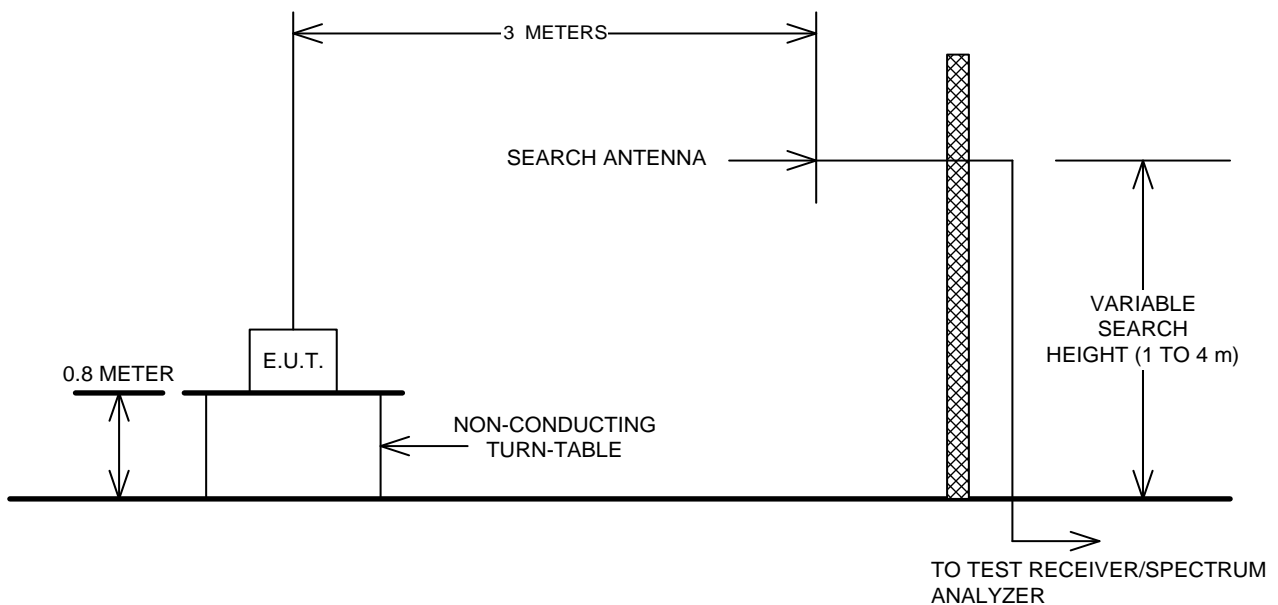 3 METERS
SEARCH ANTENNA
VARIABLE
SEARCH
HEIGHT (1 TO 4 m)
E.U.T.
0.8 METER
NON-CONDUCTING
TURN-TABLE
TO TEST RECEIVER/SPECTRUM
ANALYZER